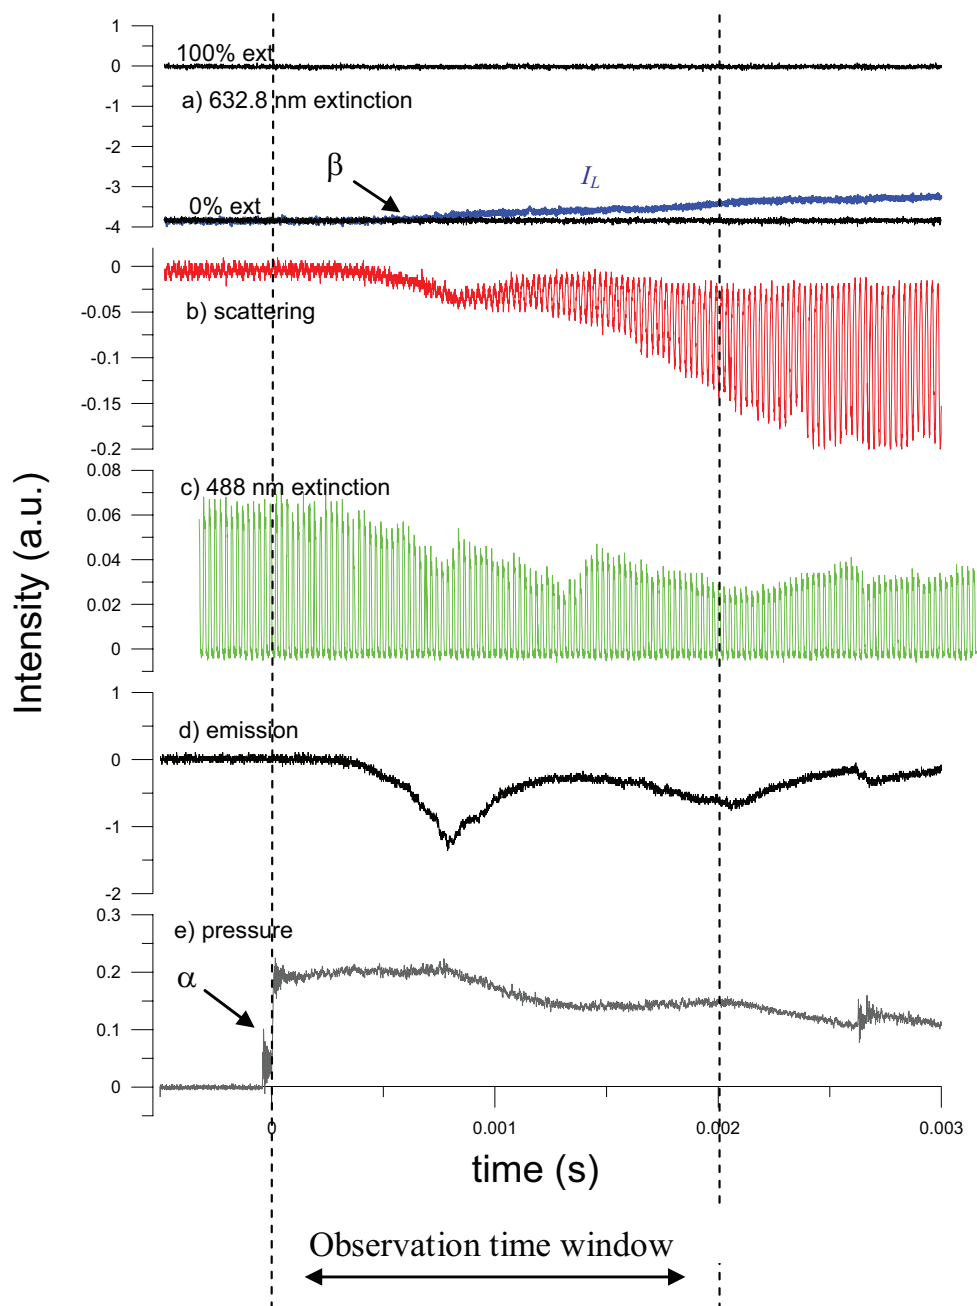 1
100% ext
0
a) 632.8 nm extinction
-1
-2
β
-3
I_L
0% ext
-4
0
-0.05
b) scattering
-0.1
-0.15
-0.2
0.08
c) 488 nm extinction
0.06
0.04
0.02
0
1
d) emission
0
-1
-2
0.3
e) pressure
0.2
α
0.1
0
0 0.001 0.002 0.003
time (s)
Intensity (a.u.)
Observation time window